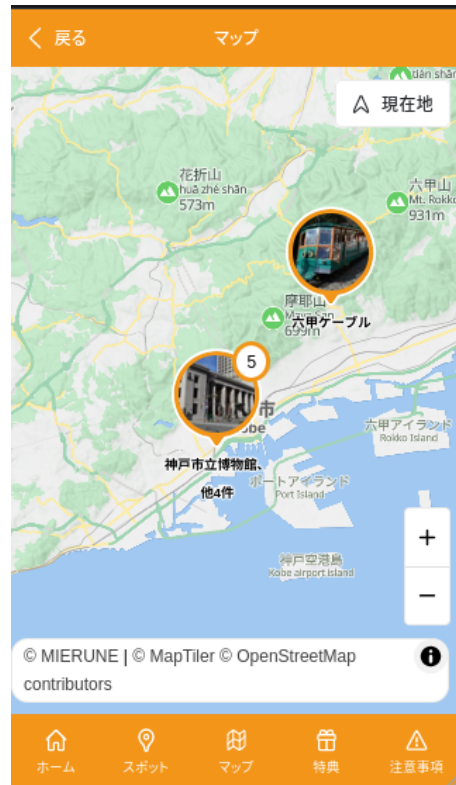 戻る
マップ
dān shān
現在地
花折山
huā zhé shān
573m
六甲山
Mt. Rokko
931m
摩耶山
Maya San
699m
六甲ケーブル
5
市
obe
神戸市立博物館、
他4件
六甲アイランド
Rokko Island
ポートアイランド
Port Island
神戸空港島
Kobe airport Island
+
−
© MIERUNE | © MapTiler © OpenStreetMap
contributors
ホーム
スポット
マップ
特典
注意事項